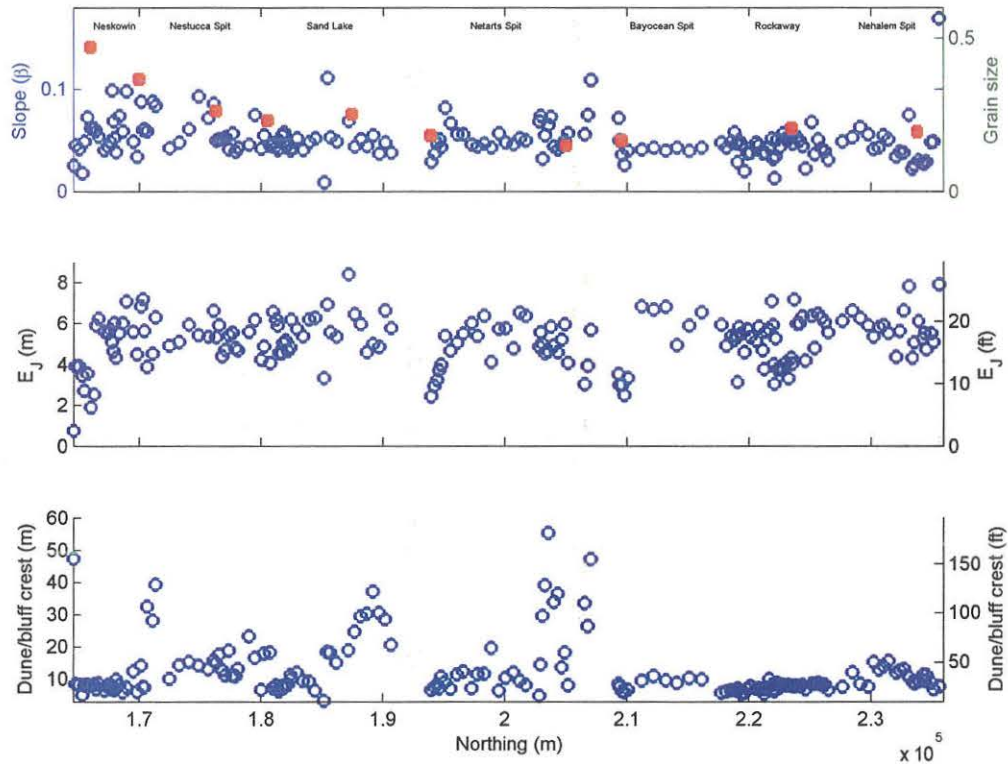 Neskowin Nestucca Spit Sand Lake Netarts Spit Bayocean Spit Rockaway Nehalem Spit
0.5
0.1
0 0
Slope (β)
Grain size
8
6 20
4
10
2
0 0
E_J (m)
E_J (ft)
60
50 150
40
30 100
20
50
10
Dune/bluff crest (m)
Dune/bluff crest (ft)
1.7 1.8 1.9 2 2.1 2.2 2.3
Northing (m)
x 10^5